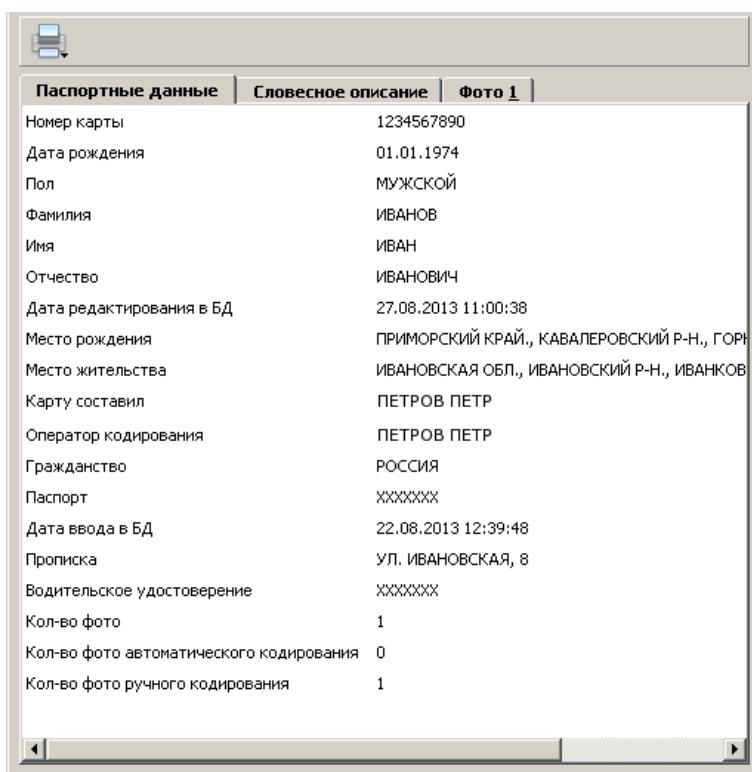 Паспортные данные Словесное описание Фото 1
Номер карты 1234567890
Дата рождения 01.01.1974
Пол МУЖСКОЙ
Фамилия ИВАНОВ
Имя ИВАН
Отчество ИВАНОВИЧ
Дата редактирования в БД 27.08.2013 11:00:38
Место рождения ПРИМОРСКИЙ КРАЙ., КАВАЛЕРОВСКИЙ Р-Н.,
Место жительства ИВАНОВСКАЯ ОБЛ., ИВАНОВСКИЙ Р-Н., ИВАНКОВ
Карту составил ПЕТРОВ ПЕТР
Оператор кодирования ПЕТРОВ ПЕТР
Гражданство РОССИЯ
Паспорт XXXXXXX
Дата ввода в БД 22.08.2013 12:39:48
Прописка УЛ. ИВАНОВСКАЯ, 8
Водительское удостоверение XXXXXXX
Кол-во фото 1
Кол-во фото автоматического кодирования 0
Кол-во фото ручного кодирования 1